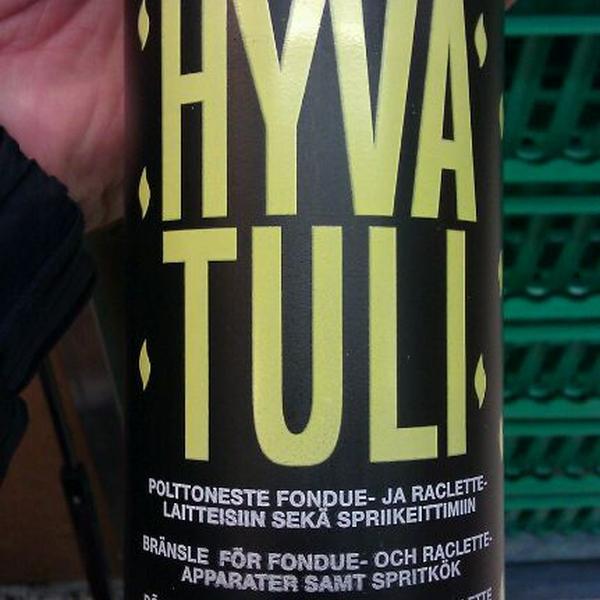 HYVÄ
TULI
POLTTONESTE FONDUE- JA RACLETTE-
LAITTEISIIN SEKÄ SPRIIKEITTIMIIN
BRÄNSLE FÖR FONDUE- OCH RACLETTE-
APPARATER SAMT SPRITKÖK